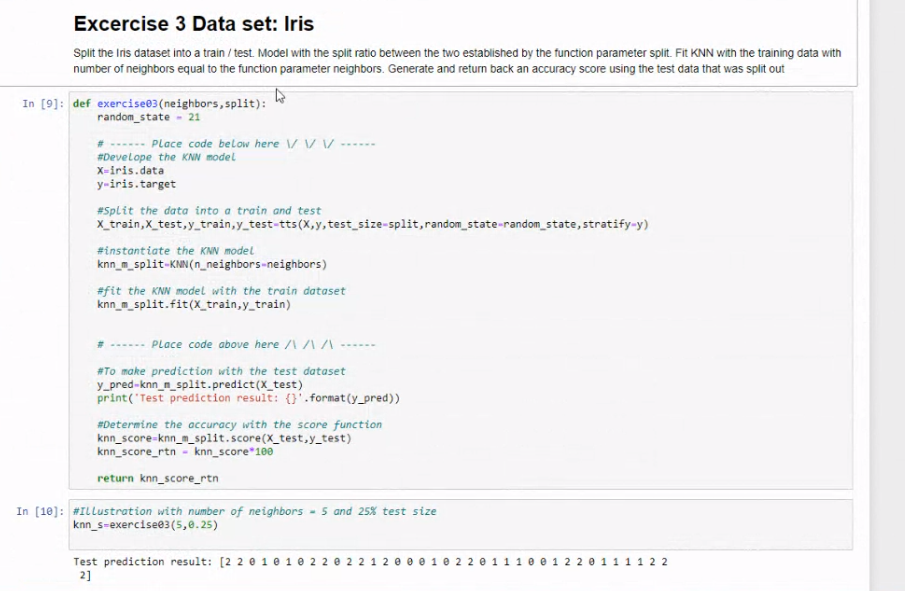 Excercise 3 Data set: Iris
Split the Iris dataset into a train / test. Model with the split ratio between the two established by the function parameter split. Fit KNN with the training data with
number of neighbors equal to the function parameter neighbors. Generate and return back an accuracy score using the test data that was split out
In [9]: def exercise03(neighbors,split):
random_state = 21
# ------ Place code below here \/ \/ \/ ------
#Develope the KNN model
X=iris.data
y=iris.target
#Split the data into a train and test
X_train,X_test,y_train,y_test=tts(X,y,test_size=split,random_state=random_state,stratify=y)
#instantiate the KNN model
knn_m_split=KNN(n_neighbors=neighbors)
#fit the KNN model with the train dataset
knn_m_split.fit(X_train,y_train)
# ------ Place code above here /\ /\ /\ ------
#To make prediction with the test dataset
y_pred=knn_m_split.predict(X_test)
print('Test prediction result: {}'.format(y_pred))
#Determine the accuracy with the score function
knn_score=knn_m_split.score(X_test,y_test)
knn_score_rtn = knn_score*100
return knn_score_rtn
In [10]: #Illustration with number of neighbors = 5 and 25% test size
knn_s=exercise03(5,0.25)
Test prediction result: [2 2 0 1 0 1 0 2 2 0 2 2 1 2 0 0 0 1 0 2 2 0 1 1 1 0 0 1 2 2 0 1 1 1 1 2 2
2]